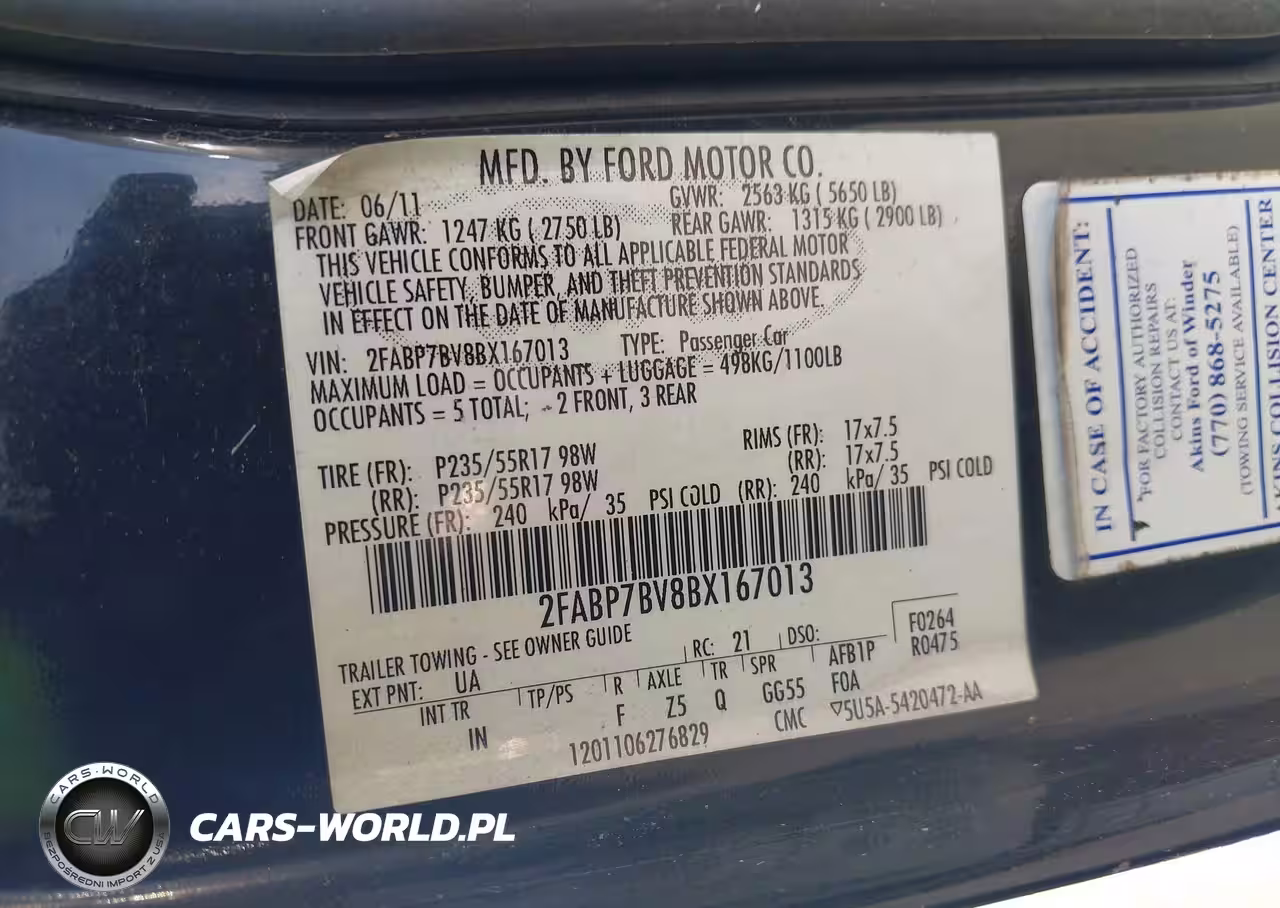 MFD. BY FORD MOTOR CO.
DATE: 06/11 GVWR: 2563 KG ( 5650 LB)
FRONT GAWR: 1247 KG ( 2750 LB) REAR GAWR: 1315 KG ( 2900 LB)
THIS VEHICLE CONFORMS TO ALL APPLICABLE FEDERAL MOTOR
VEHICLE SAFETY, BUMPER, AND THEFT PREVENTION STANDARDS
IN EFFECT ON THE DATE OF MANUFACTURE SHOWN ABOVE.
VIN: 2FABP7BV8BX167013 TYPE: Passenger Car
MAXIMUM LOAD = OCCUPANTS + LUGGAGE = 498KG/1100LB
OCCUPANTS = 5 TOTAL; - 2 FRONT, 3 REAR
TIRE (FR): P235/55R17 98W RIMS (FR): 17x7.5
(RR): P235/55R17 98W (RR): 17x7.5
PRESSURE (FR): 240 kPa/ 35 PSI COLD (RR): 240 kPa/ 35 PSI COLD
2FABP7BV8BX167013
TRAILER TOWING - SEE OWNER GUIDE RC: 21 DSO: F0264
EXT PNT: UA R0475
INT TR TP/PS R AXLE TR SPR AFB1P
IN F Z5 Q GG55 FOA
1201106276829 CMC ▽5U5A-5420472-AA
IN CASE OF ACCIDENT:
FOR FACTORY AUTHORIZED
COLLISION REPAIRS
CONTACT US AT:
Akins Ford of Winder
(770) 868-5275
(TOWING SERVICE AVAILABLE)
COLLISION CENTER
CARS-WORLD
CW
BEZPOŚREDNI IMPORT Z USA
CARS-WORLD.PL